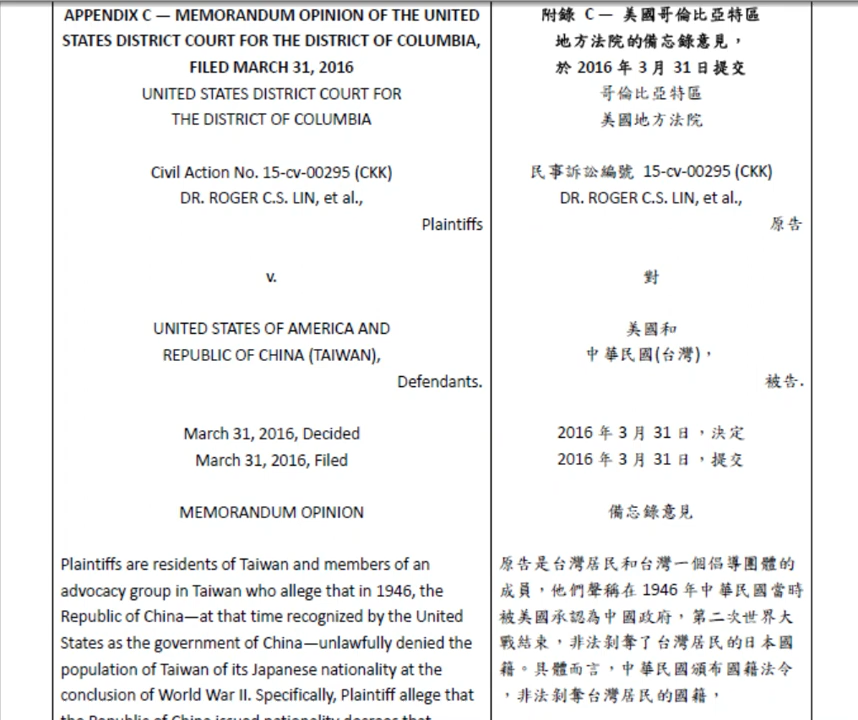 APPENDIX C — MEMORANDUM OPINION OF THE UNITED
STATES DISTRICT COURT FOR THE DISTRICT OF COLUMBIA,
FILED MARCH 31, 2016
UNITED STATES DISTRICT COURT FOR
THE DISTRICT OF COLUMBIA
Civil Action No. 15-cv-00295 (CKK)
DR. ROGER C.S. LIN, et al.,
Plaintiffs
v.
UNITED STATES OF AMERICA AND
REPUBLIC OF CHINA (TAIWAN),
Defendants.
March 31, 2016, Decided
March 31, 2016, Filed
MEMORANDUM OPINION
Plaintiffs are residents of Taiwan and members of an
advocacy group in Taiwan who allege that in 1946, the
Republic of China—at that time recognized by the United
States as the government of China—unlawfully denied the
population of Taiwan of its Japanese nationality at the
conclusion of World War II. Specifically, Plaintiff allege that
the Republic of China issued nationality decrees that
附錄 C — 美國哥倫比亞特區
地方法院的備忘錄意見，
於 2016 年 3 月 31 日提交
哥倫比亞特區
美國地方法院
民事訴訟編號 15-cv-00295 (CKK)
DR. ROGER C.S. LIN, et al.,
原告
對
美國和
中華民國(台灣)，
被告.
2016 年 3 月 31 日，決定
2016 年 3 月 31 日，提交
備忘錄意見
原告是台灣居民和台灣一個倡導團體的
成員，他們聲稱在 1946 年中華民國當時
被美國承認為中國政府，第二次世界大
戰結束，非法剝奪了台灣居民的日本國
籍。具體而言，中華民國頒布國籍法令
，非法剝奪台灣居民的國籍，